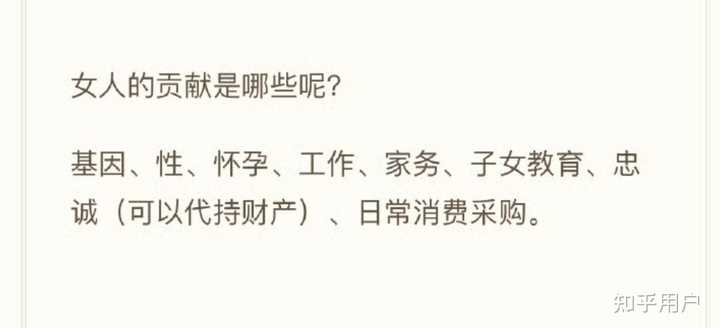 女人的贡献是哪些呢？
基因、性、怀孕、工作、家务、子女教育、忠
诚（可以代持财产）、日常消费采购。
知乎用户